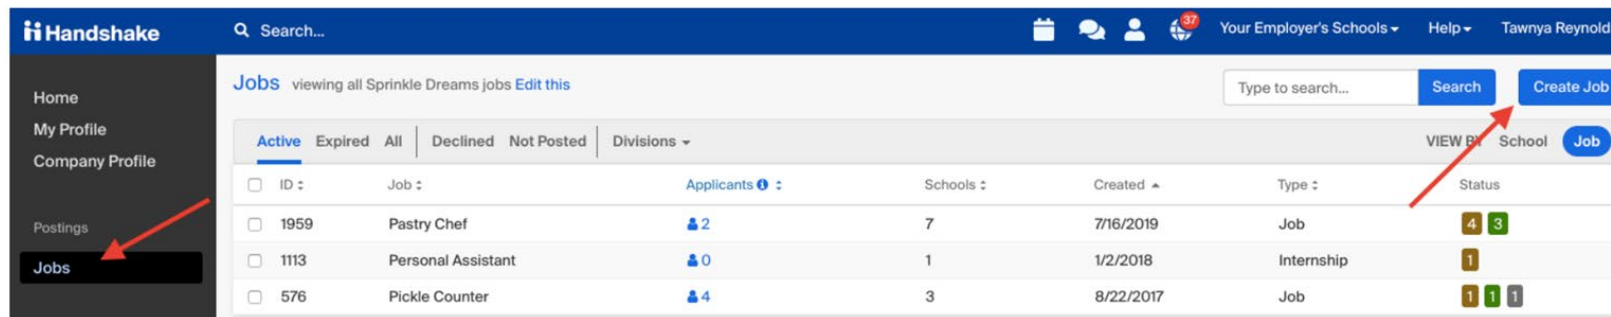 Handshake Search... 37 Your Employer's Schools Help Tawnya Reynold
Jobs viewing all Sprinkle Dreams jobs Edit this Type to search... Search Create Job
Home
My Profile
Company Profile
Postings
Jobs
Active Expired All Declined Not Posted Divisions VIEW BY School Job
ID Job Applicants Schools Created Type Status
1959 Pastry Chef 2 7 7/16/2019 Job 4 3
1113 Personal Assistant 0 1 1/2/2018 Internship 1
576 Pickle Counter 4 3 8/22/2017 Job 1 1 1